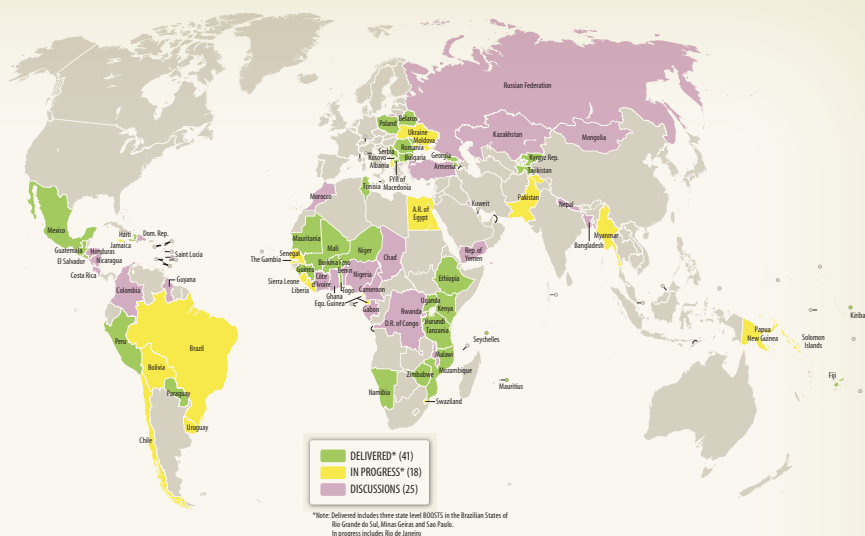 Russian Federation
Poland
Belarus
Ukraine
Moldova
Kazakhstan
Mongolia
Serbia
Romania
Kosovo
Bulgaria
Albania
FYR of
Macedonia
Georgia
Armenia
Kyrgyz Rep.
Tajikistan
Tunisia
Morocco
Kuwait
Pakistan
Nepal
A.R. of
Egypt
Mexico
Haiti
Dom. Rep.
Jamaica
Guatemala
Honduras
El Salvador
Nicaragua
Saint Lucia
Costa Rica
Guyana
Colombia
Mauritania
Mali
Niger
Chad
Rep. of
Yemen
Bangladesh
Myanmar
Senegal
The Gambia
Guinea
Burkina Faso
Benin
Sierra Leone
Côte
d'Ivoire
Nigeria
Liberia
Togo
Ghana
Cameroon
Equ. Guinea
Gabon
Ethiopia
Uganda
Kenya
Rwanda
D.R. of Congo
Burundi
Tanzania
Seychelles
Malawi
Mozambique
Zimbabwe
Mauritius
Namibia
Swaziland
Peru
Brazil
Bolivia
Paraguay
Chile
Uruguay
Papua
New Guinea
Solomon
Islands
Kiriba
Fiji
DELIVERED* (41)
IN PROGRESS* (18)
DISCUSSIONS (25)
*Note: Delivered includes three state level BOOSTS in the Brazilian States of
Rio Grande do Sul, Minas Geiras and Sao Paulo.
In progress includes Rio de Janeiro